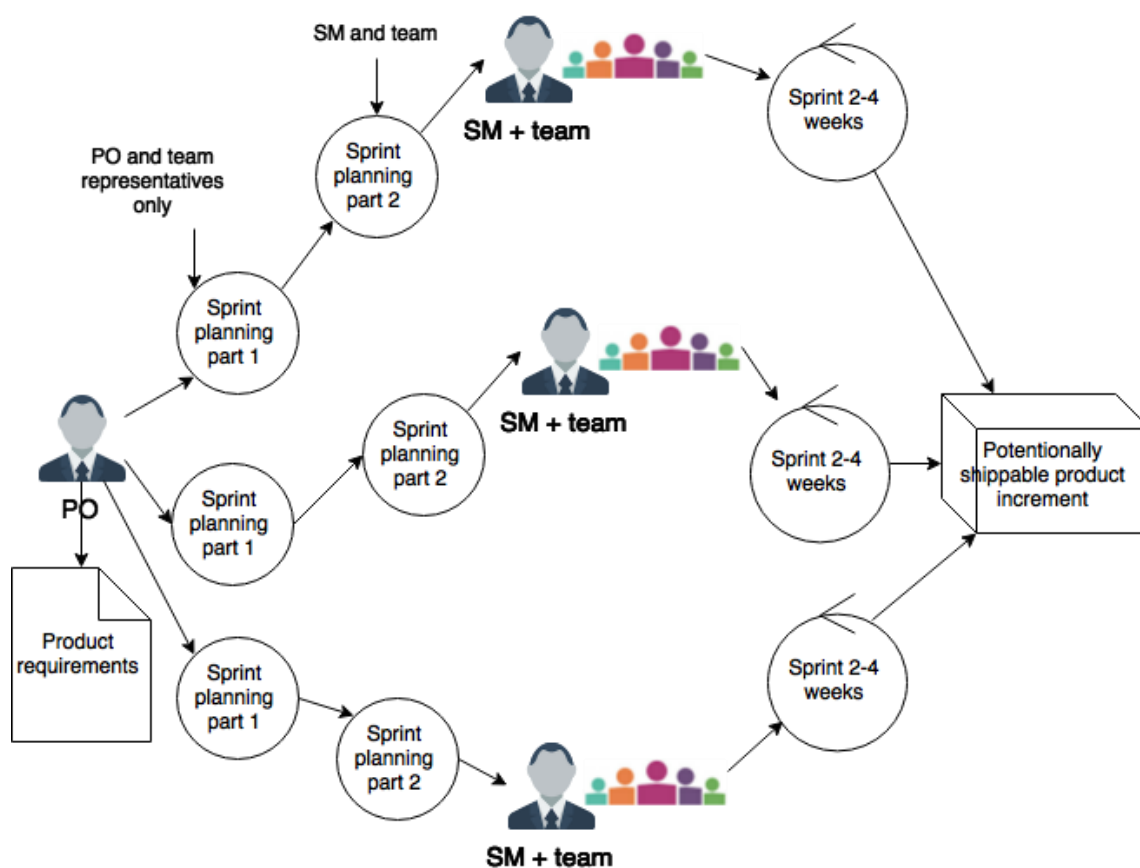 SM and team
SM + team
Sprint 2-4
weeks
Sprint
planning
part 2
PO and team
representatives
only
Sprint
planning
part 1
SM + team
Sprint
planning
part 2
Sprint 2-4
weeks
Potentionally
shippable product
increment
PO
Sprint
planning
part 1
Product
requirements
Sprint
planning
part 1
Sprint 2-4
weeks
Sprint
planning
part 2
SM + team